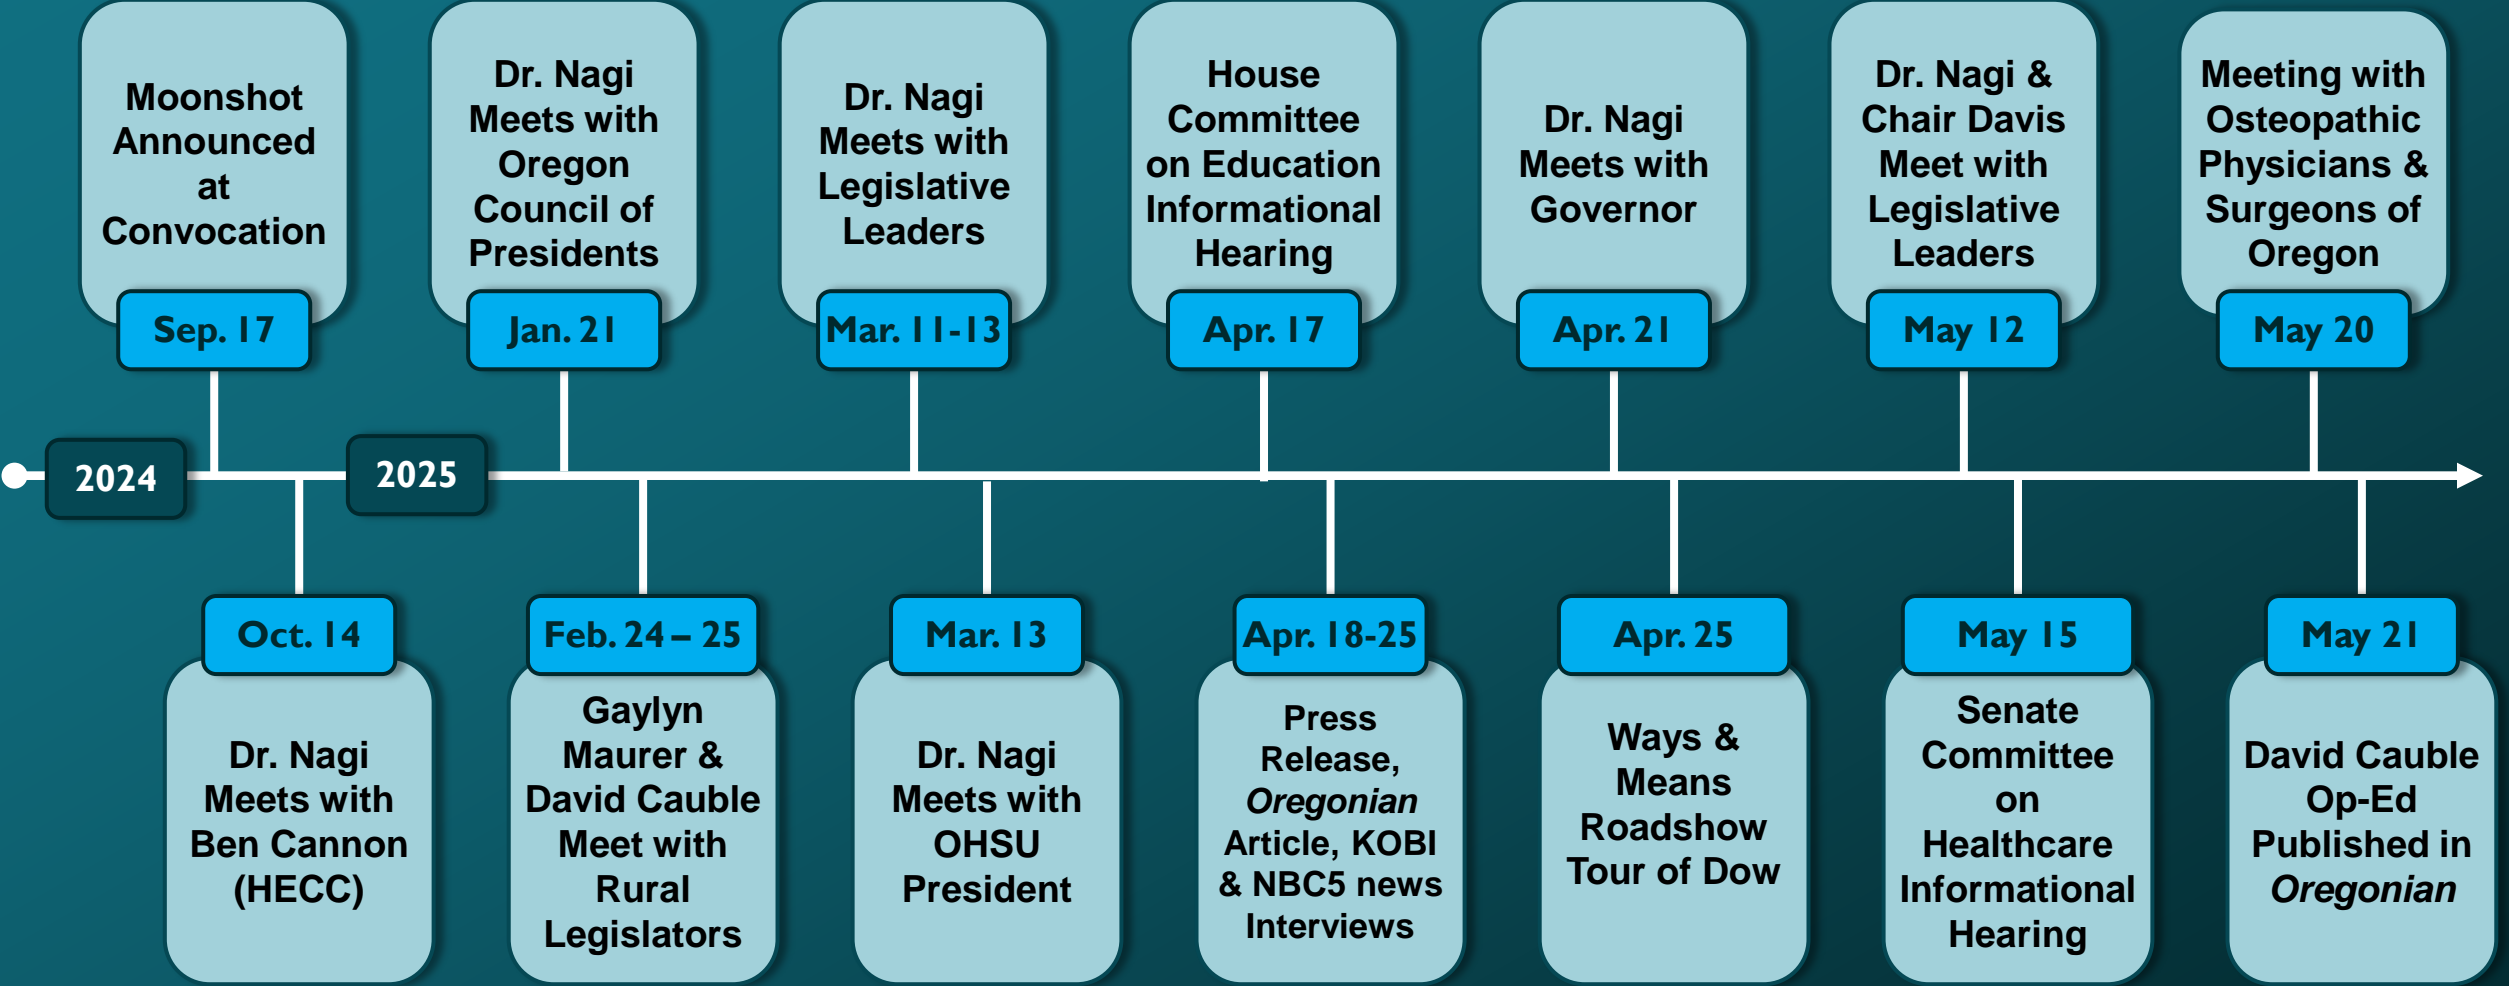 Moonshot
Announced
at
Convocation
Sep. 17
Dr. Nagi
Meets with
Oregon
Council of
Presidents
Jan. 21
Dr. Nagi
Meets with
Legislative
Leaders
Mar. 11-13
House
Committee
on Education
Informational
Hearing
Apr. 17
Dr. Nagi
Meets with
Governor
Apr. 21
Dr. Nagi &
Chair Davis
Meet with
Legislative
Leaders
May 12
Meeting with
Osteopathic
Physicians &
Surgeons of
Oregon
May 20
2024
2025
Oct. 14
Dr. Nagi
Meets with
Ben Cannon
(HECC)
Feb. 24 – 25
Gaylyn
Maurer &
David Cauble
Meet with
Rural
Legislators
Mar. 13
Dr. Nagi
Meets with
OHSU
President
Apr. 18-25
Press
Release,
Oregonian
Article, KOBI
& NBC5 news
Interviews
Apr. 25
Ways &
Means
Roadshow
Tour of Dow
May 15
Senate
Committee
on
Healthcare
Informational
Hearing
May 21
David Cauble
Op-Ed
Published in
Oregonian